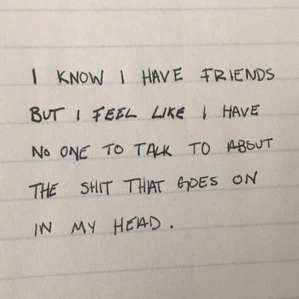 I KNOW I HAVE FRIENDS
BUT I FEEL LIKE I HAVE
NO ONE TO TALK TO ABOUT
THE SHIT THAT GOES ON
IN MY HEAD.